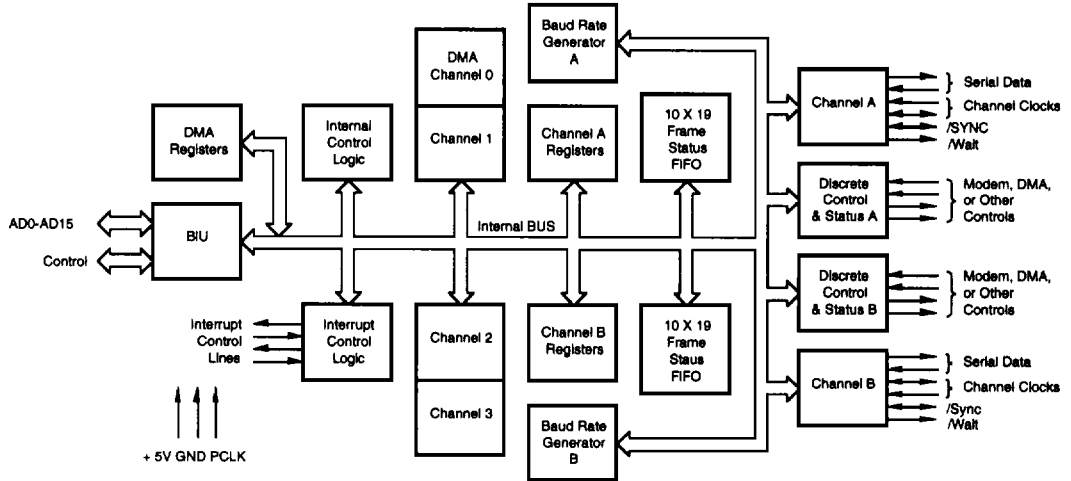 Baud Rate
Generator
A
DMA
Channel 0
Channel 1
DMA
Registers
Internal
Control
Logic
Channel A
Registers
10 X 19
Frame
Status
FIFO
Channel A
Serial Data
Channel Clocks
/SYNC
/Wait
Discrete
Control
& Status A
Modem, DMA,
or Other
Controls
AD0-AD15
Control
BIU
Internal BUS
Discrete
Control
& Status B
Modem, DMA,
or Other
Controls
Interrupt
Control
Lines
Interrupt
Control
Logic
Channel 2
Channel 3
Channel B
Registers
10 X 19
Frame
Staus
FIFO
Channel B
Serial Data
Channel Clocks
/Sync
/Wait
Baud Rate
Generator
B
+ 5V GND PCLK